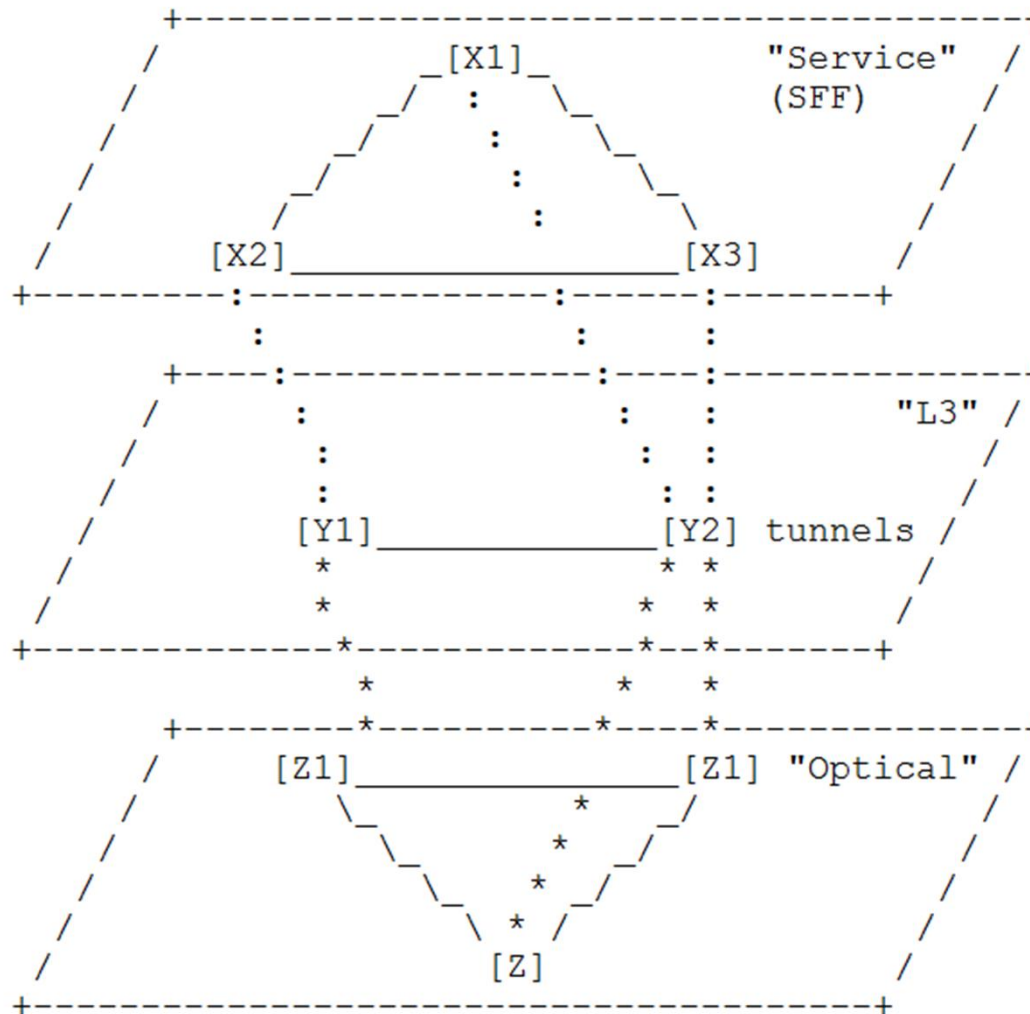 [X1] "Service"
(SFF)
[X2] [X3]
"L3"
[Y1] [Y2] tunnels
[Z1] [Z1] "Optical"
[Z]